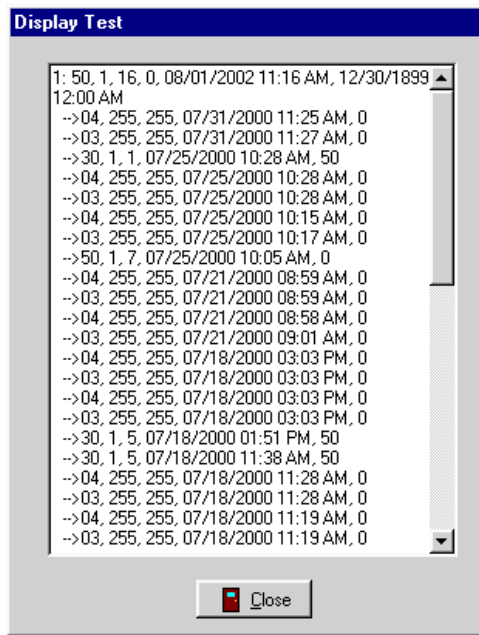 Display Test
1: 50, 1, 16, 0, 08/01/2002 11:16 AM, 12/30/1899
12:00 AM
-->04, 255, 255, 07/31/2000 11:25 AM, 0
-->03, 255, 255, 07/31/2000 11:27 AM, 0
-->30, 1, 1, 07/25/2000 10:28 AM, 50
-->04, 255, 255, 07/25/2000 10:28 AM, 0
-->03, 255, 255, 07/25/2000 10:28 AM, 0
-->04, 255, 255, 07/25/2000 10:15 AM, 0
-->03, 255, 255, 07/25/2000 10:17 AM, 0
-->50, 1, 7, 07/25/2000 10:05 AM, 0
-->04, 255, 255, 07/21/2000 08:59 AM, 0
-->03, 255, 255, 07/21/2000 08:59 AM, 0
-->04, 255, 255, 07/21/2000 08:58 AM, 0
-->03, 255, 255, 07/21/2000 09:01 AM, 0
-->04, 255, 255, 07/18/2000 03:03 PM, 0
-->03, 255, 255, 07/18/2000 03:03 PM, 0
-->04, 255, 255, 07/18/2000 03:03 PM, 0
-->03, 255, 255, 07/18/2000 03:03 PM, 0
-->30, 1, 5, 07/18/2000 01:51 PM, 50
-->30, 1, 5, 07/18/2000 11:38 AM, 50
-->04, 255, 255, 07/18/2000 11:28 AM, 0
-->03, 255, 255, 07/18/2000 11:28 AM, 0
-->04, 255, 255, 07/18/2000 11:19 AM, 0
-->03, 255, 255, 07/18/2000 11:19 AM, 0
Close